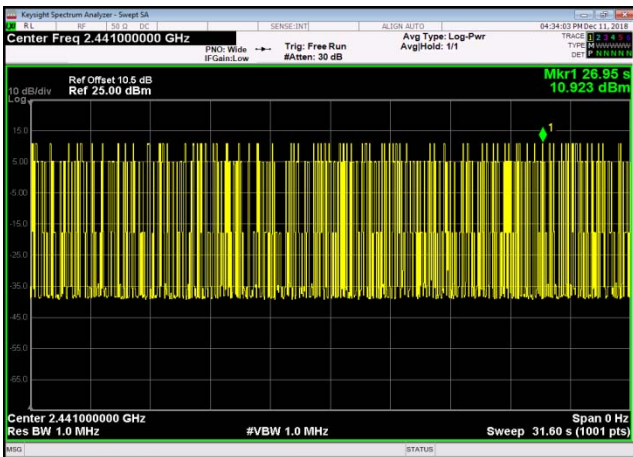 Keysight Spectrum Analyzer - Swept SA
RL RF 50 Ω DC SENSE:INT ALIGN AUTO 04:34:03 PM Dec 11, 2018
Center Freq 2.441000000 GHz
PNO: Wide Trig: Free Run Avg Type: Log-Pwr TRACE 1 2 3 4 5 6
IFGain:Low #Atten: 30 dB Avg|Hold: 1/1 TYPE M WWWWW
DET P N N N N N
Ref Offset 10.5 dB Mkr1 26.95 s
10 dB/div Ref 25.00 dBm 10.923 dBm
Log
1
15.0
5.00
-5.00
-15.0
-25.0
-35.0
-45.0
-55.0
-65.0
Center 2.441000000 GHz Span 0 Hz
Res BW 1.0 MHz #VBW 1.0 MHz Sweep 31.60 s (1001 pts)
MSG STATUS